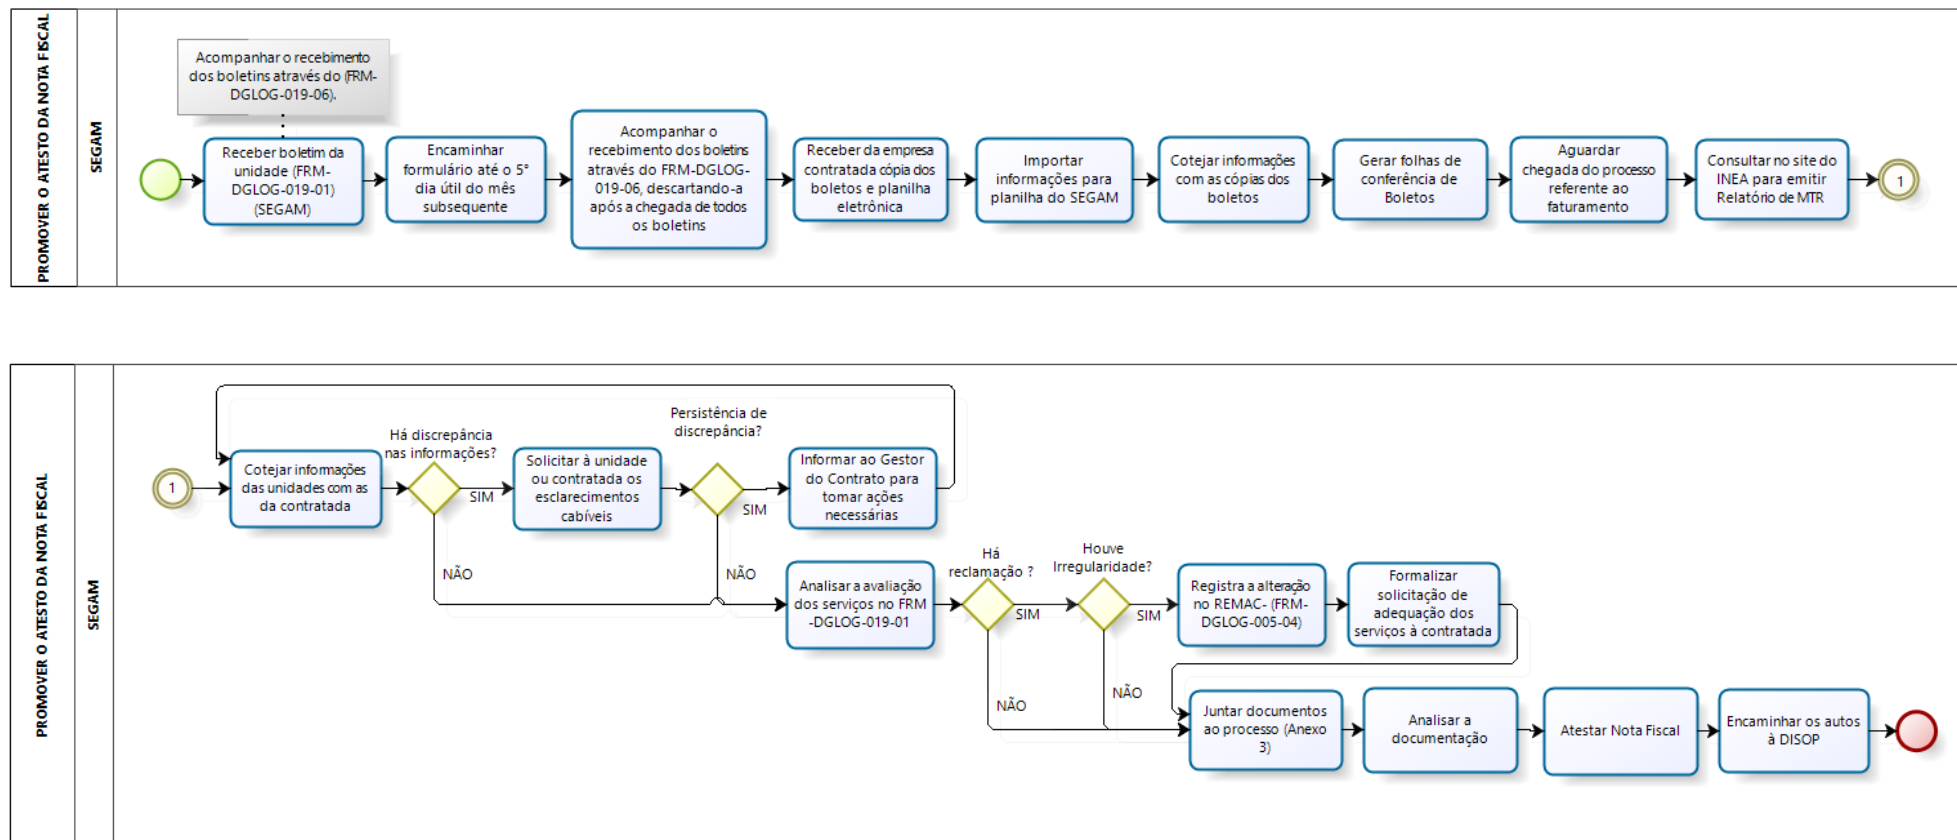 PROMOVER O ATESTO DA NOTA FISCAL
SEGAM
Acompanhar o recebimento
dos boletins através do (FRM-
DGLOG-019-06).
Receber boletim da
unidade (FRM-
DGLOG-019-01)
(SEGAM)
Encaminhar
formulário até o 5°
dia útil do mês
subsequente
Acompanhar o
recebimento dos boletins
através do FRM-DGLOG-
019-06, descartando-a
após a chegada de todos
os boletins
Receber da empresa
contratada cópia dos
boletos e planilha
eletrônica
Importar
informações para
planilha do SEGAM
Cotejar informações
com as cópias dos
boletos
Gerar folhas de
conferência de
Boletos
Aguardar
chegada do processo
referente ao
faturamento
Consultar no site do
INEA para emitir
Relatório de MTR
1
PROMOVER O ATESTO DA NOTA FISCAL
SEGAM
1
Cotejar informações
das unidades com as
da contratada
Há discrepância
nas informações?
SIM
NÃO
Solicitar à unidade
ou contratada os
esclarecimentos
cabíveis
Persistência de
discrepância?
SIM
NÃO
Informar ao Gestor
do Contrato para
tomar ações
necessárias
Analisar a avaliação
dos serviços no FRM
-DGLOG-019-01
Há
reclamação ?
SIM
NÃO
Houve
Irregularidade?
SIM
NÃO
Registra a alteração
no REMAC- (FRM-
DGLOG-005-04)
Formalizar
solicitação de
adequação dos
serviços à contratada
Juntar documentos
ao processo (Anexo
3)
Analisar a
documentação
Atestar Nota Fiscal
Encaminhar os autos
à DISOP